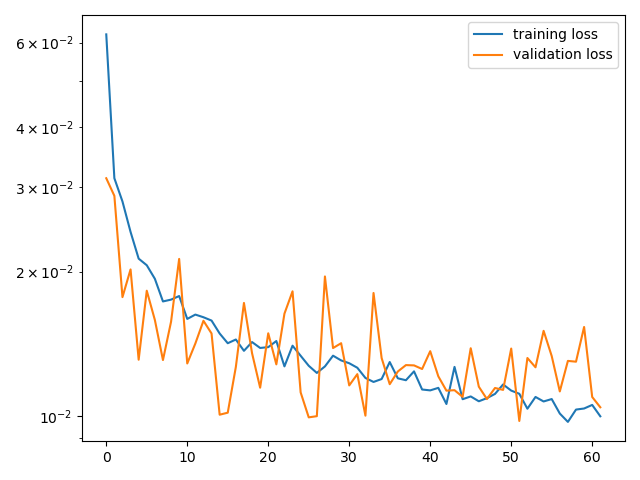 training loss
validation loss
6 × 10⁻²
4 × 10⁻²
3 × 10⁻²
2 × 10⁻²
10⁻²
0 10 20 30 40 50 60